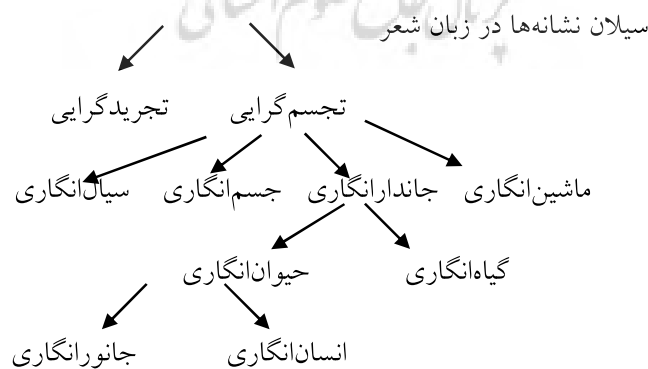 سیلان نشانه‌ها در زبان شعر
تجسم‌گرایی تجریدگرایی
ماشین‌انگاری جاندارانگاری جسم‌انگاری سیال‌انگاری
گیاه‌انگاری حیوان‌انگاری
انسان‌انگاری جانورانگاری